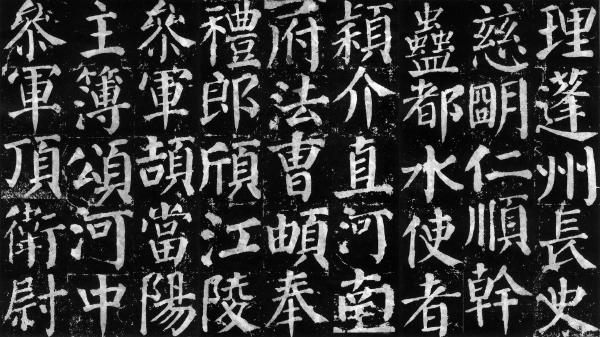 理蓬州長史
慈明仁順幹
蠱都水使者
穎介直河南
府法曹頔奉
禮郎頎江陵
參軍頡當陽
主簿頌河中
參軍頂衛尉